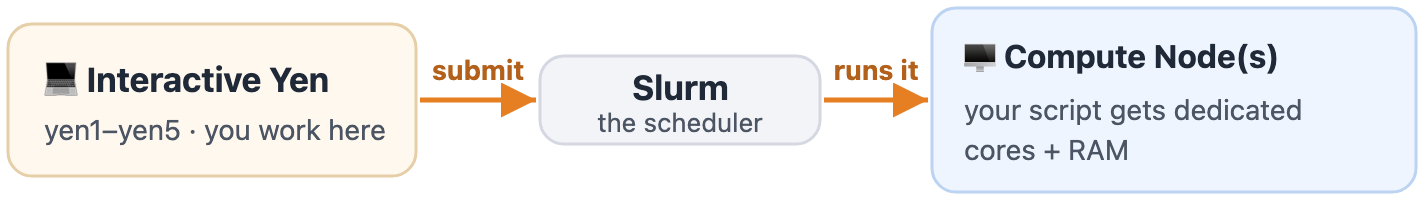 Interactive Yen
yen1–yen5 · you work here
submit
Slurm
the scheduler
runs it
Compute Node(s)
your script gets dedicated
cores + RAM